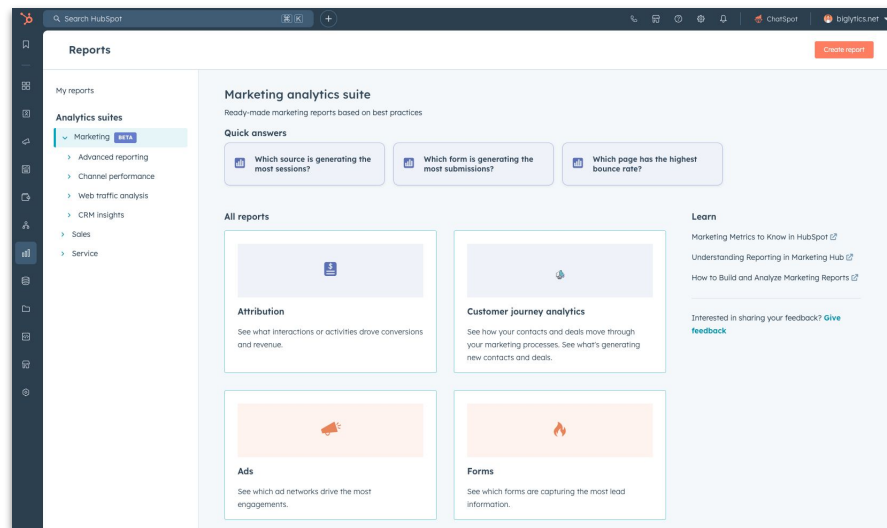 Search HubSpot
⌘ K
ChatSpot
biglytics.net
Reports
Create report
My reports
Analytics suites
Marketing BETA
Advanced reporting
Channel performance
Web traffic analysis
CRM insights
Sales
Service
Marketing analytics suite
Ready-made marketing reports based on best practices
Quick answers
Which source is generating the
most sessions?
Which form is generating the
most submissions?
Which page has the highest
bounce rate?
All reports
Attribution
See what interactions or activities drove conversions
and revenue.
Customer journey analytics
See how your contacts and deals move through
your marketing processes. See what's generating
new contacts and deals.
Ads
See which ad networks drive the most
engagements.
Forms
See which forms are capturing the most lead
information.
Learn
Marketing Metrics to Know in HubSpot
Understanding Reporting in Marketing Hub
How to Build and Analyze Marketing Reports
Interested in sharing your feedback? Give
feedback